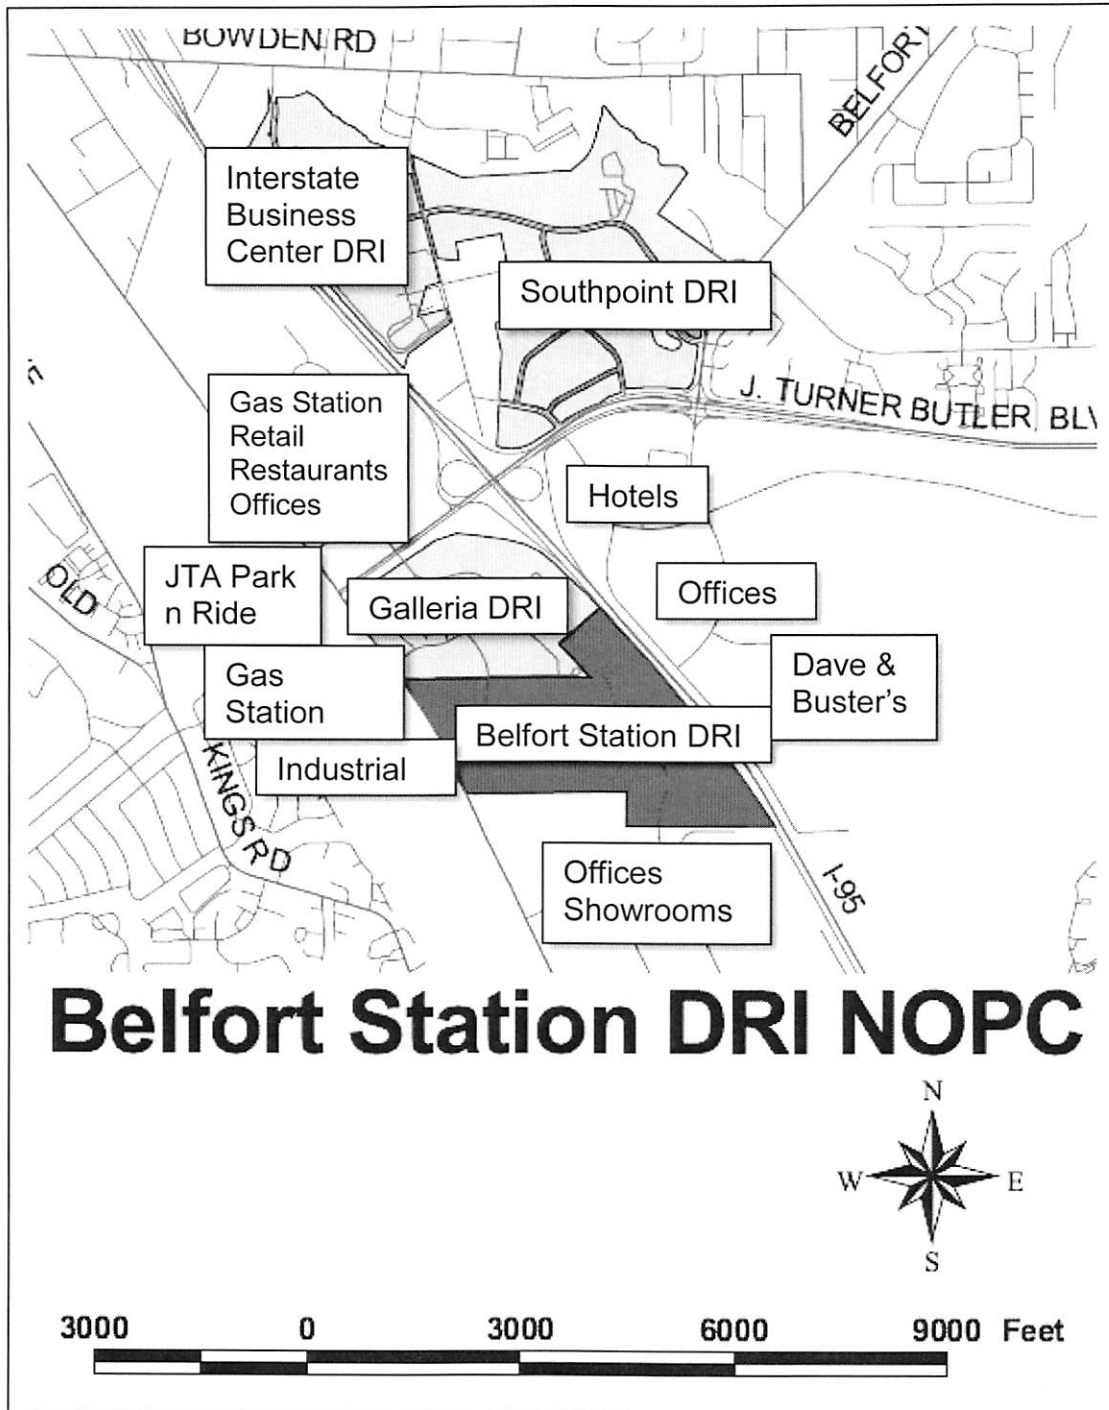 BOWDEN RD
BELFORT
Interstate
Business
Center DRI
Southpoint DRI
J. TURNER BUTLER BLV
Gas Station
Retail
Restaurants
Offices
Hotels
JTA Park
n Ride
OLD
Galleria DRI
Offices
Gas
Station
Dave &
Buster's
Belfort Station DRI
Industrial
KINGS RD
Offices
Showrooms
I-95
Belfort Station DRI NOPC
N
W E
S
3000 0 3000 6000 9000 Feet